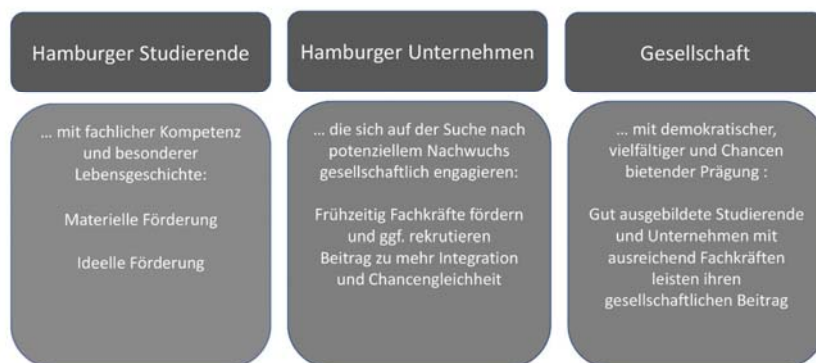 Hamburger Studierende
… mit fachlicher Kompetenz
und besonderer
Lebensgeschichte:
Materielle Förderung
Ideelle Förderung
Hamburger Unternehmen
… die sich auf der Suche nach
potenziellem Nachwuchs
gesellschaftlich engagieren:
Frühzeitig Fachkräfte fördern
und ggf. rekrutieren
Beitrag zu mehr Integration
und Chancengleichheit
Gesellschaft
… mit demokratischer,
vielfältiger und Chancen
bietender Prägung :
Gut ausgebildete Studierende
und Unternehmen mit
ausreichend Fachkräften
leisten ihren
gesellschaftlichen Beitrag